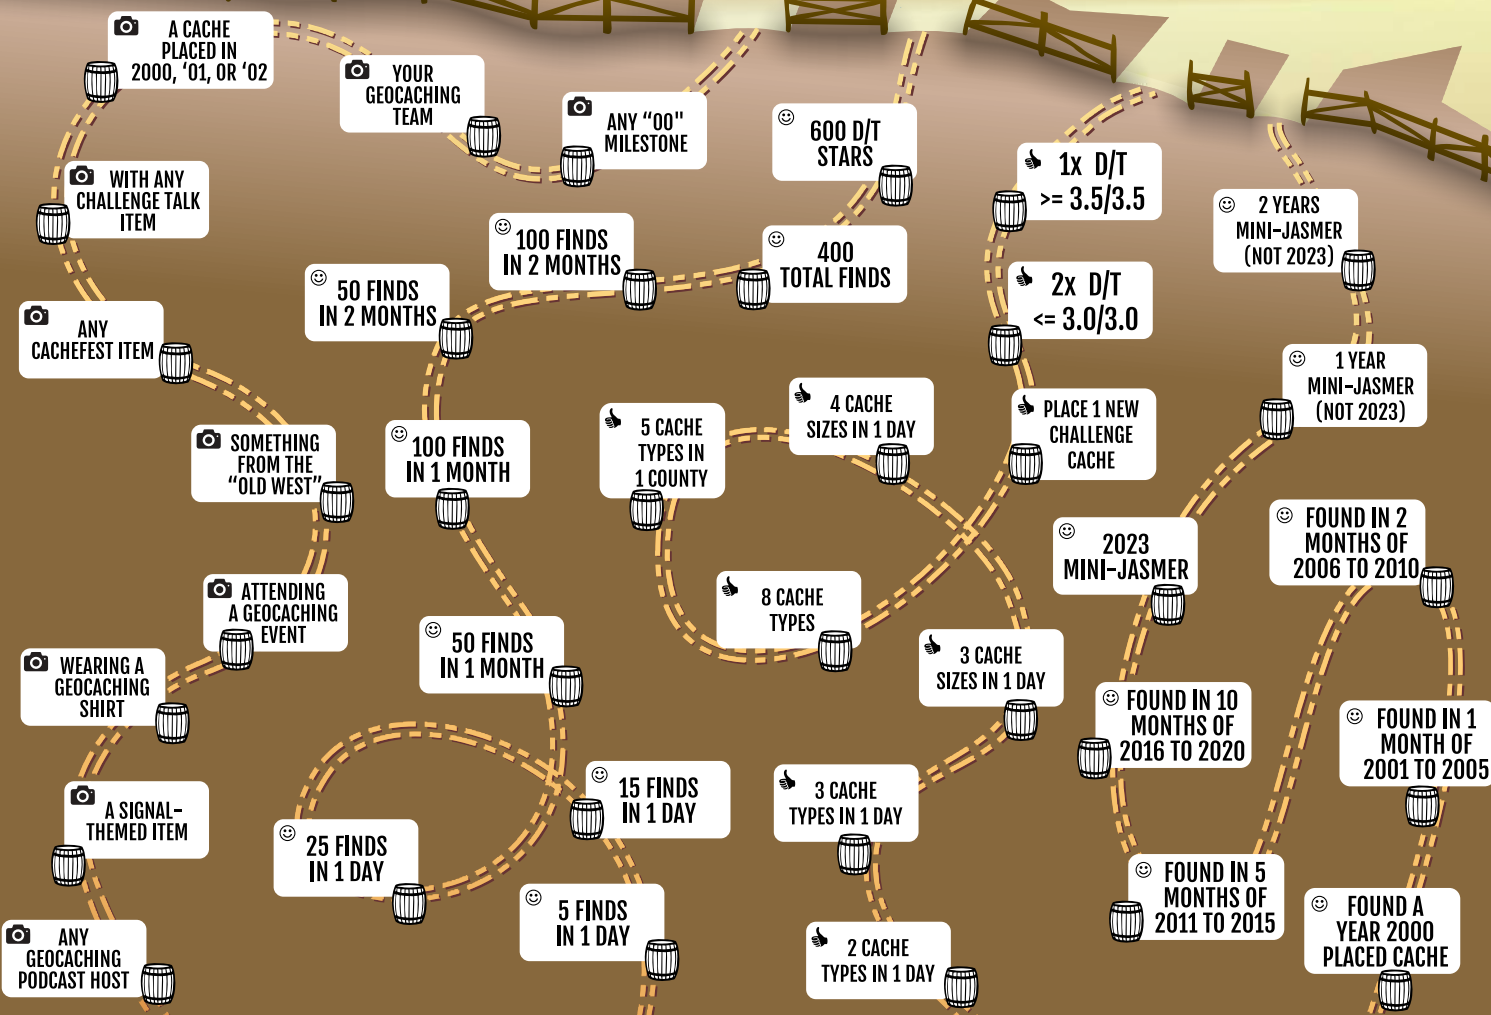 A CACHE
PLACED IN
2000, ‘01, OR ‘02
YOUR
GEOCACHING
TEAM
ANY “00"
MILESTONE
WITH ANY
CHALLENGE TALK
ITEM
ANY
CACHEFEST ITEM
SOMETHING
FROM THE
“OLD WEST”
ATTENDING
A GEOCACHING
EVENT
WEARING A
GEOCACHING
SHIRT
A SIGNAL-
THEMED ITEM
ANY
GEOCACHING
PODCAST HOST
600 D/T
STARS
400
TOTAL FINDS
100 FINDS
IN 2 MONTHS
50 FINDS
IN 2 MONTHS
100 FINDS
IN 1 MONTH
50 FINDS
IN 1 MONTH
25 FINDS
IN 1 DAY
15 FINDS
IN 1 DAY
5 FINDS
IN 1 DAY
1x D/T
>= 3.5/3.5
2x D/T
<= 3.0/3.0
PLACE 1 NEW
CHALLENGE
CACHE
8 CACHE
TYPES
5 CACHE
TYPES IN
1 COUNTY
4 CACHE
SIZES IN 1 DAY
3 CACHE
SIZES IN 1 DAY
3 CACHE
TYPES IN 1 DAY
2 CACHE
TYPES IN 1 DAY
2 YEARS
MINI-JASMER
(NOT 2023)
1 YEAR
MINI-JASMER
(NOT 2023)
2023
MINI-JASMER
FOUND IN 10
MONTHS OF
2016 TO 2020
FOUND IN 5
MONTHS OF
2011 TO 2015
FOUND IN 2
MONTHS OF
2006 TO 2010
FOUND IN 1
MONTH OF
2001 TO 2005
FOUND A
YEAR 2000
PLACED CACHE